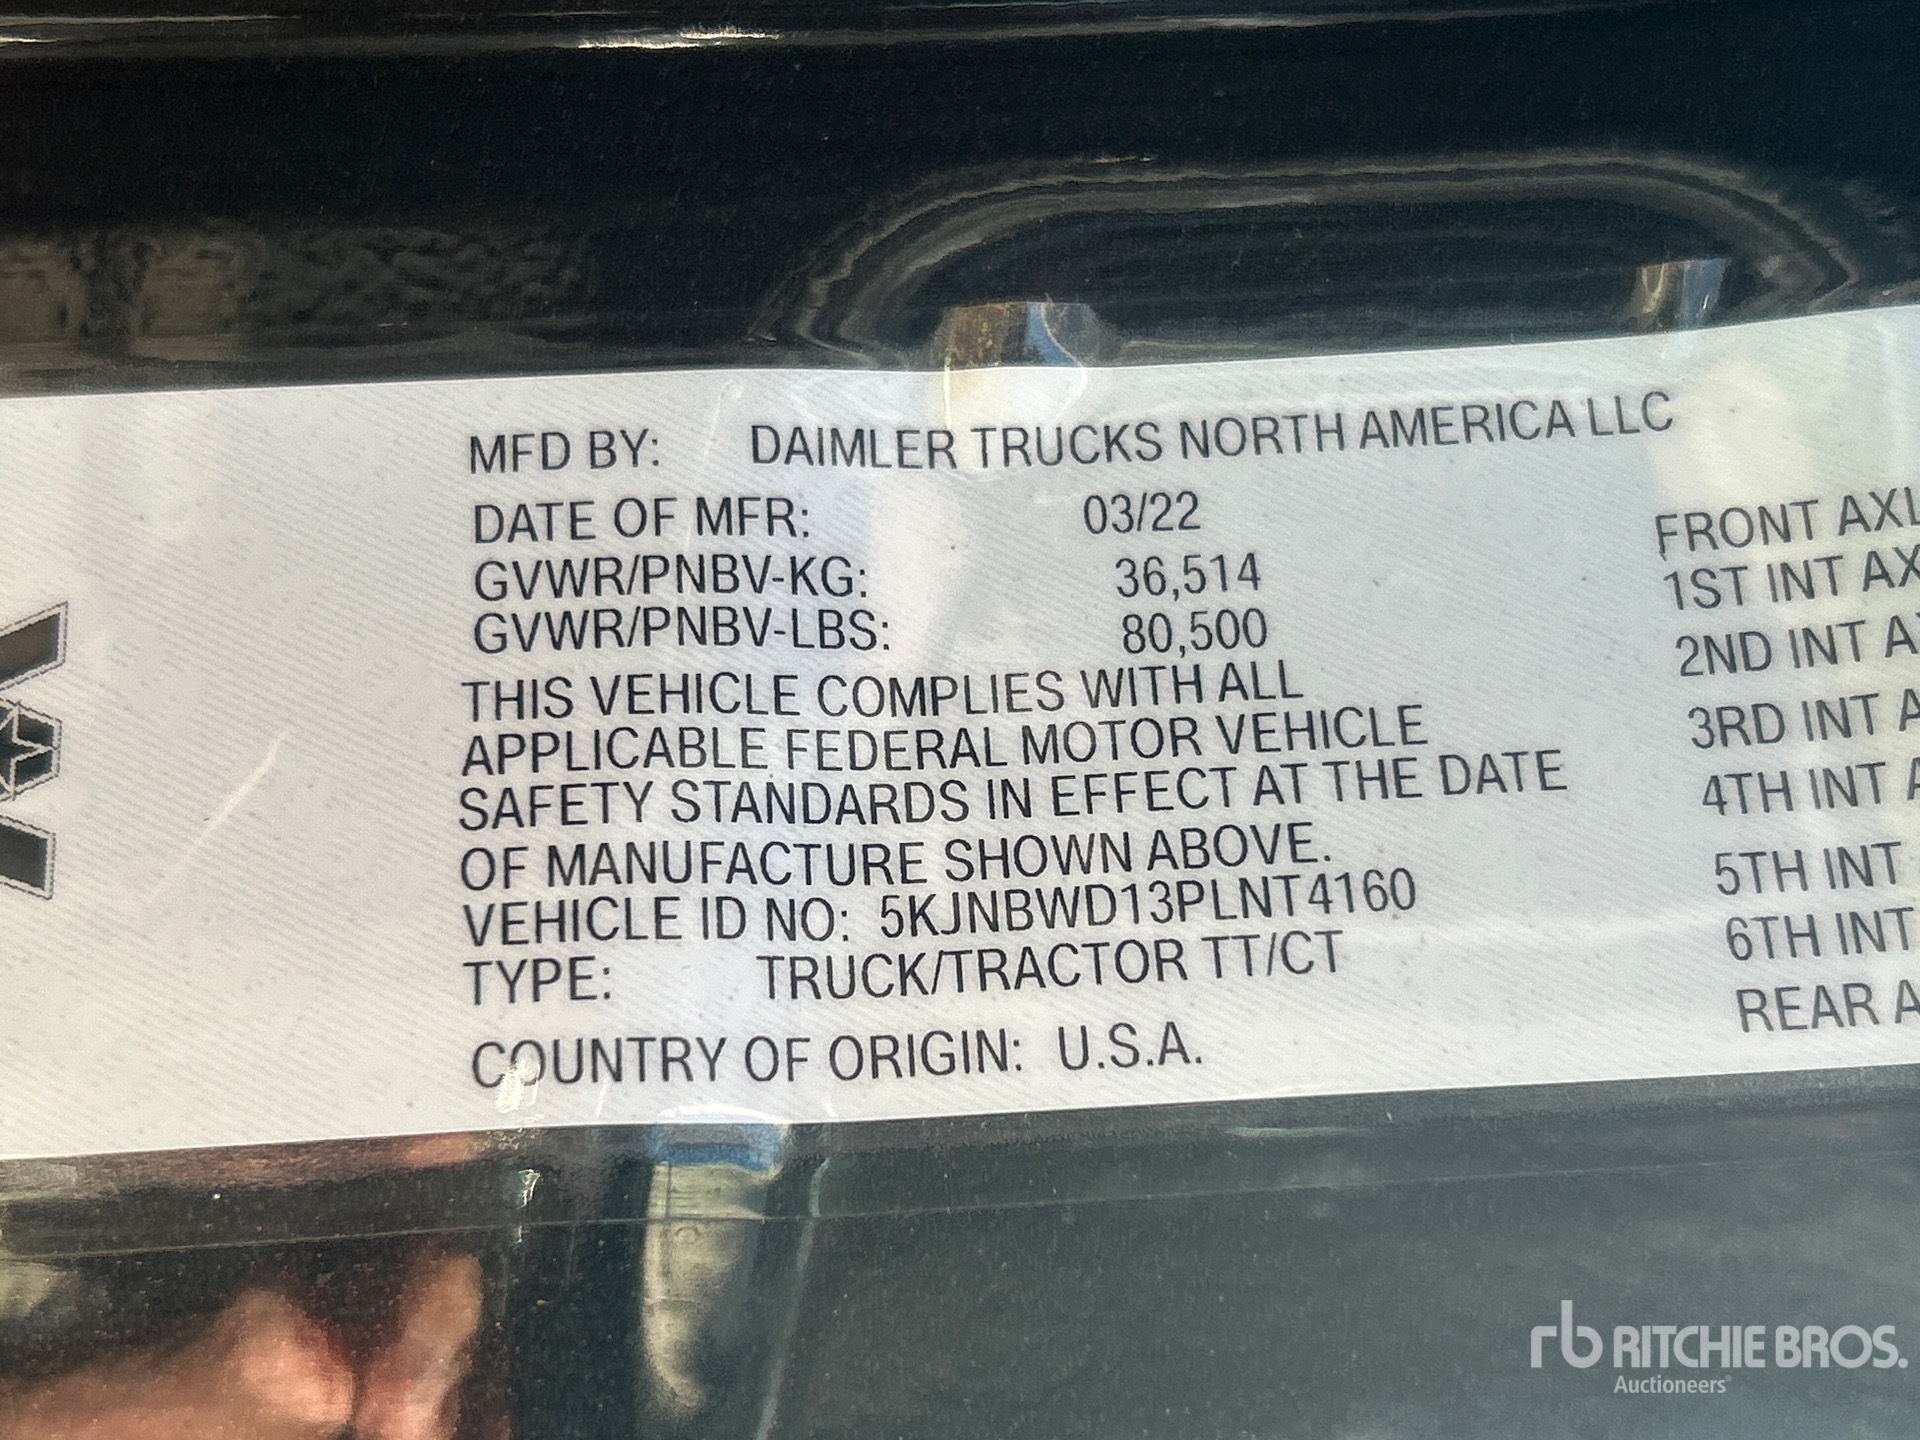 MFD BY: DAIMLER TRUCKS NORTH AMERICA LLC
DATE OF MFR: 03/22
GVWR/PNBV-KG: 36,514
GVWR/PNBV-LBS: 80,500
THIS VEHICLE COMPLIES WITH ALL
APPLICABLE FEDERAL MOTOR VEHICLE
SAFETY STANDARDS IN EFFECT AT THE DATE
OF MANUFACTURE SHOWN ABOVE.
VEHICLE ID NO: 5KJNBWD13PLNT4160
TYPE: TRUCK/TRACTOR TT/CT
COUNTRY OF ORIGIN: U.S.A.
FRONT AXL
1ST INT AX
2ND INT A
3RD INT A
4TH INT A
5TH INT
6TH INT
REAR A
rb RITCHIE BROS.
Auctioneers